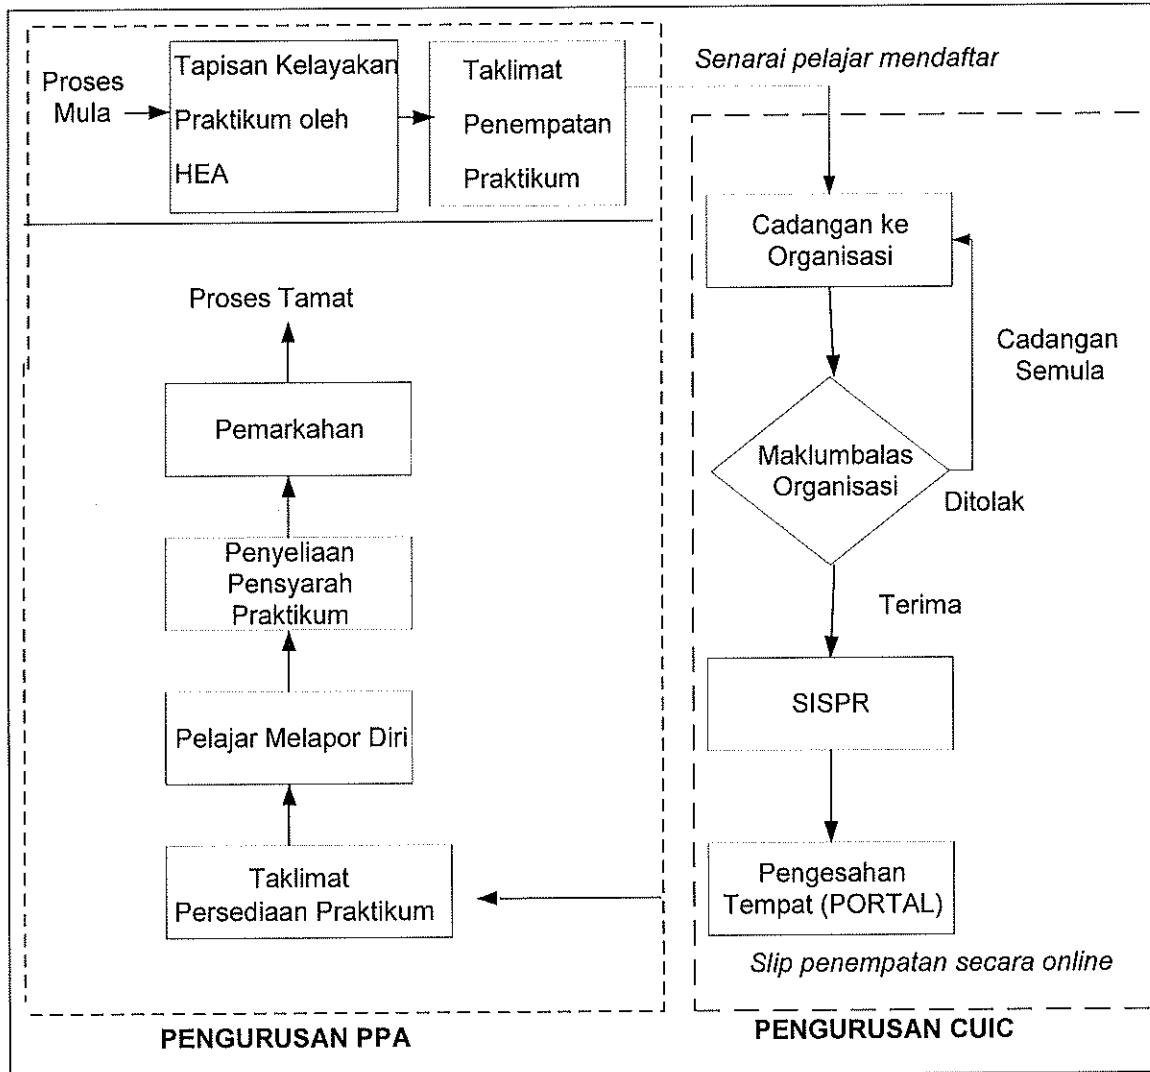 Proses
Mula
Tapisan Kelayakan
Praktikum oleh
HEA
Taklimat
Penempatan
Praktikum
Senarai pelajar mendaftar
Cadangan ke
Organisasi
Cadangan
Semula
Maklumbalas
Organisasi
Ditolak
Terima
SISPR
Pengesahan
Tempat (PORTAL)
Slip penempatan secara online
PENGURUSAN CUIC
Taklimat
Persediaan Praktikum
Pelajar Melapor Diri
Penyeliaan
Pensyarah
Praktikum
Pemarkahan
Proses Tamat
PENGURUSAN PPA